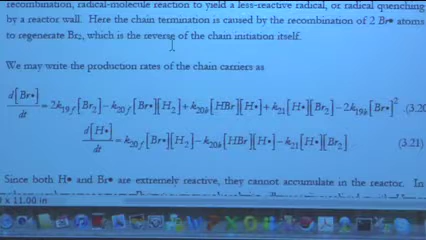 recombination, radical-molecule reaction to yield a less-reactive radical, or radical quenching
by a reactor wall. Here the chain termination is caused by the recombination of 2 Br• atoms
to regenerate Br₂, which is the reverse of the chain initiation itself.
We may write the production rates of the chain carriers as
d[Br•]/dt = 2k₁₉f[Br₂]−k₂₀f[Br•][H₂]+k₂₀b[HBr][H•]+k₂₁[H•][Br₂]−2k₁₉b[Br•]² (3.20
d[H•]/dt = k₂₀f[Br•][H₂]−k₂₀b[HBr][H•]−k₂₁[H•][Br₂] (3.21)
Since both H• and Br• are extremely reactive, they cannot accumulate in the reactor. In
x 11.00 in